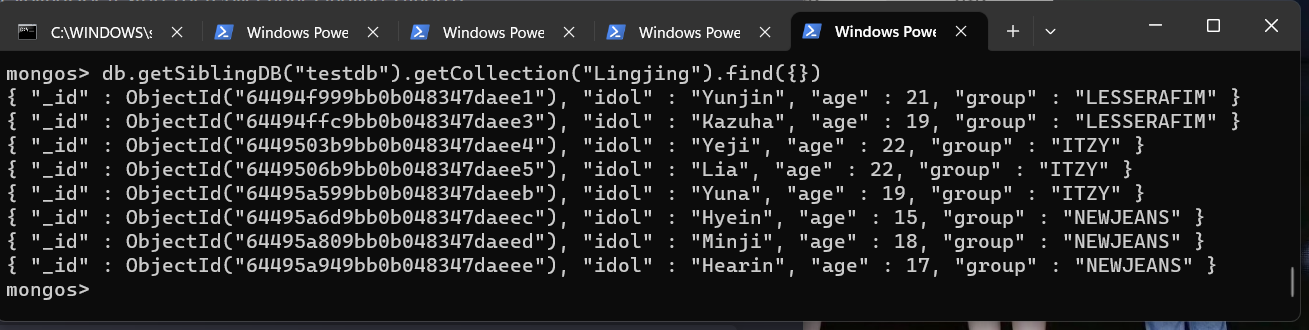 C:\WINDOWS\s
Windows Powe
Windows Powe
Windows Powe
Windows Powe
mongos> db.getSiblingDB("testdb").getCollection("Lingjing").find({})
{ "_id" : ObjectId("64494f999bb0b048347daee1"), "idol" : "Yunjin", "age" : 21, "group" : "LESSERAFIM" }
{ "_id" : ObjectId("64494ffc9bb0b048347daee3"), "idol" : "Kazuha", "age" : 19, "group" : "LESSERAFIM" }
{ "_id" : ObjectId("6449503b9bb0b048347daee4"), "idol" : "Yeji", "age" : 22, "group" : "ITZY" }
{ "_id" : ObjectId("6449506b9bb0b048347daee5"), "idol" : "Lia", "age" : 22, "group" : "ITZY" }
{ "_id" : ObjectId("64495a599bb0b048347daeeb"), "idol" : "Yuna", "age" : 19, "group" : "ITZY" }
{ "_id" : ObjectId("64495a6d9bb0b048347daeec"), "idol" : "Hyein", "age" : 15, "group" : "NEWJEANS" }
{ "_id" : ObjectId("64495a809bb0b048347daeed"), "idol" : "Minji", "age" : 18, "group" : "NEWJEANS" }
{ "_id" : ObjectId("64495a949bb0b048347daeee"), "idol" : "Hearin", "age" : 17, "group" : "NEWJEANS" }
mongos>